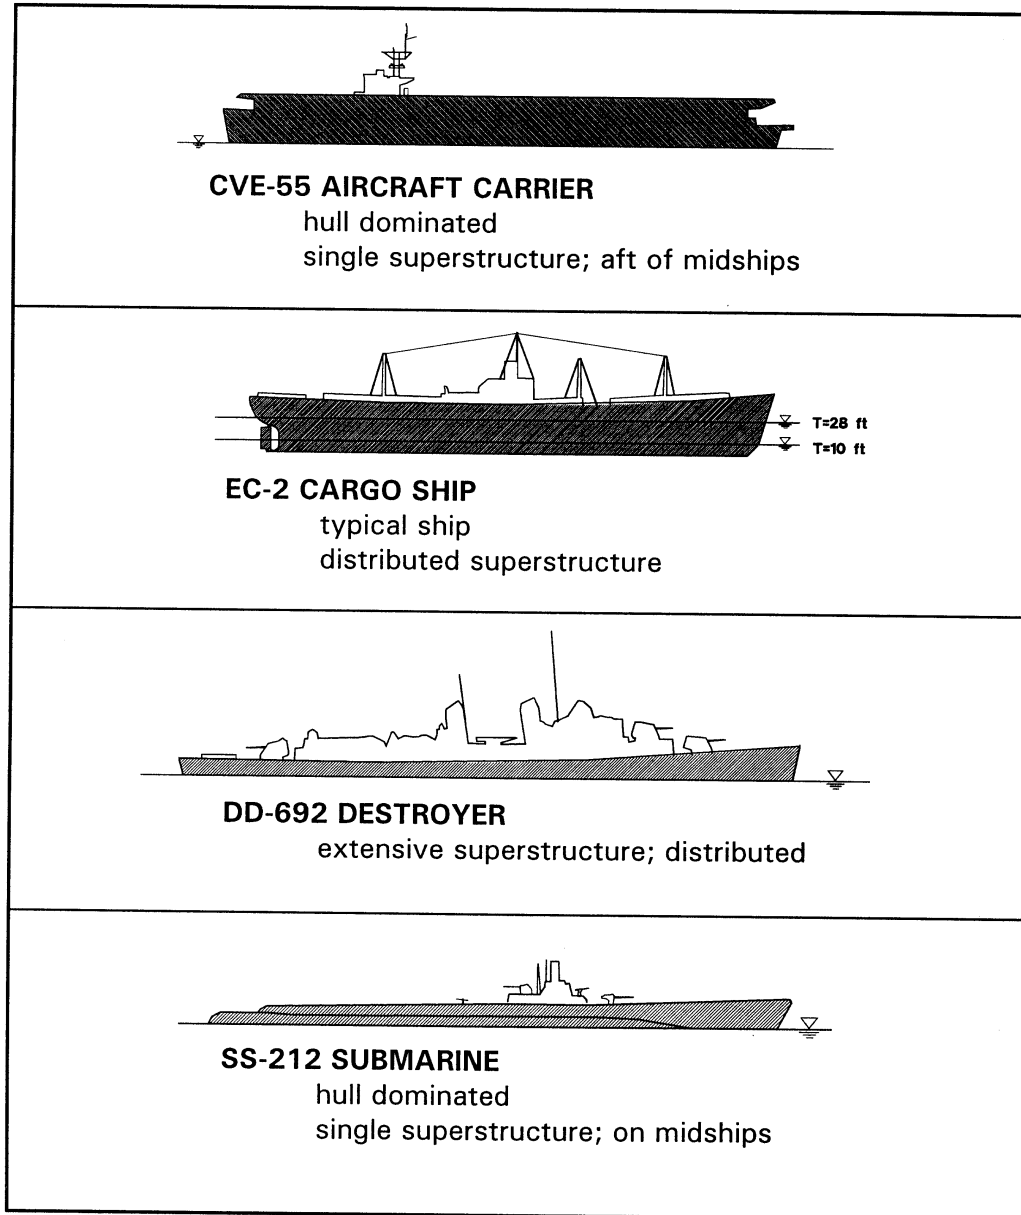 CVE-55 AIRCRAFT CARRIER
hull dominated
single superstructure; aft of midships
T=28 ft
T=10 ft
EC-2 CARGO SHIP
typical ship
distributed superstructure
DD-692 DESTROYER
extensive superstructure; distributed
SS-212 SUBMARINE
hull dominated
single superstructure; on midships